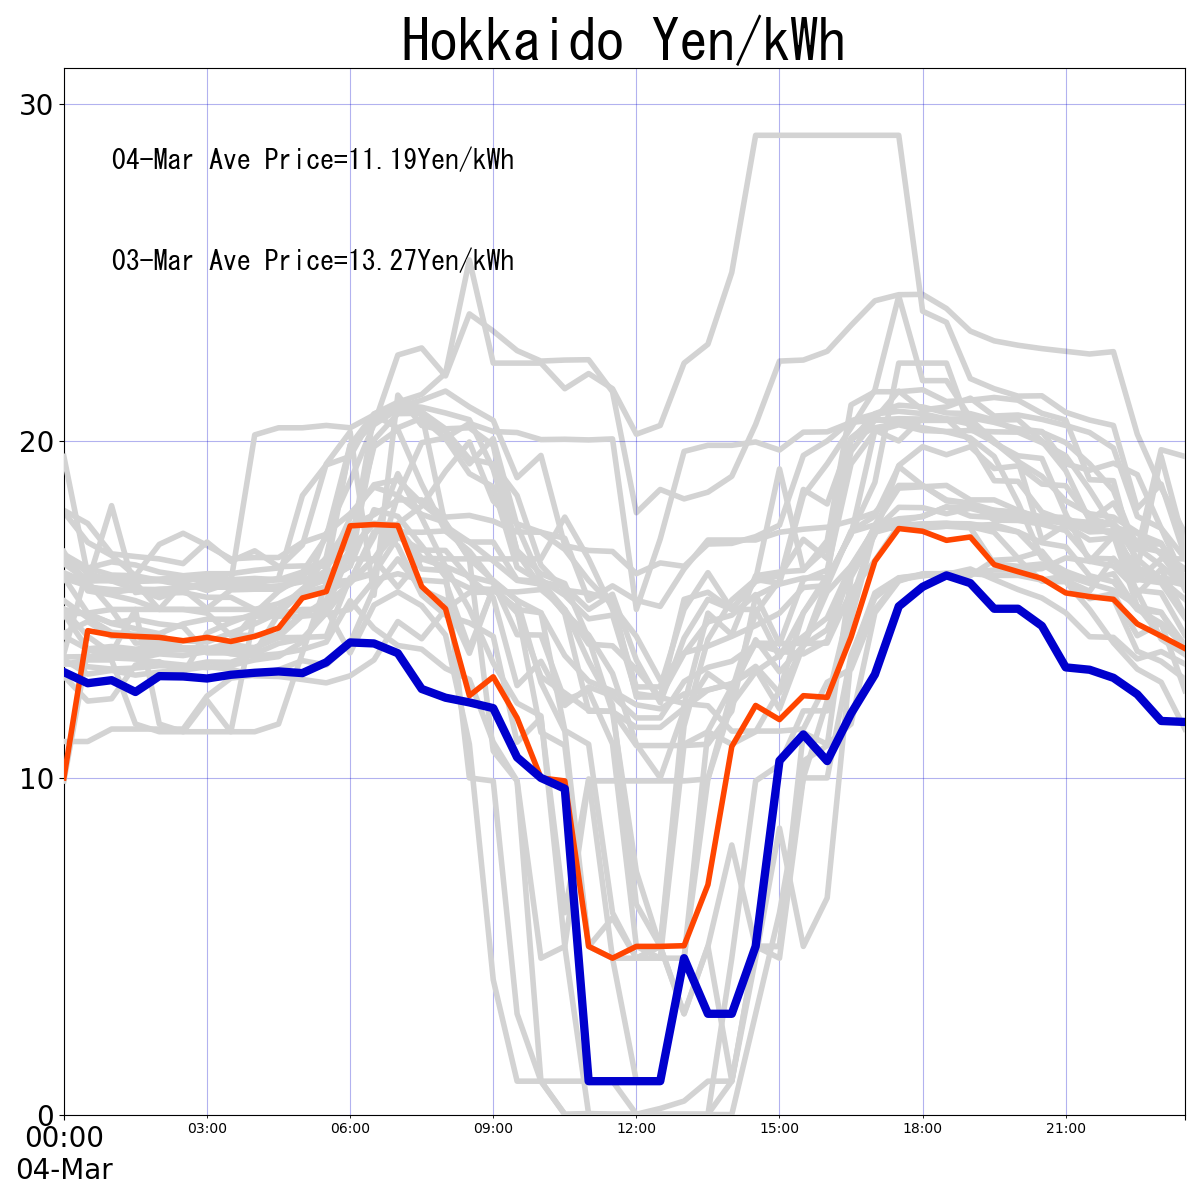 Hokkaido Yen/kWh
30
04-Mar Ave Price=11.19Yen/kWh
03-Mar Ave Price=13.27Yen/kWh
20
10
0
00:00 03:00 06:00 09:00 12:00 15:00 18:00 21:00
04-Mar